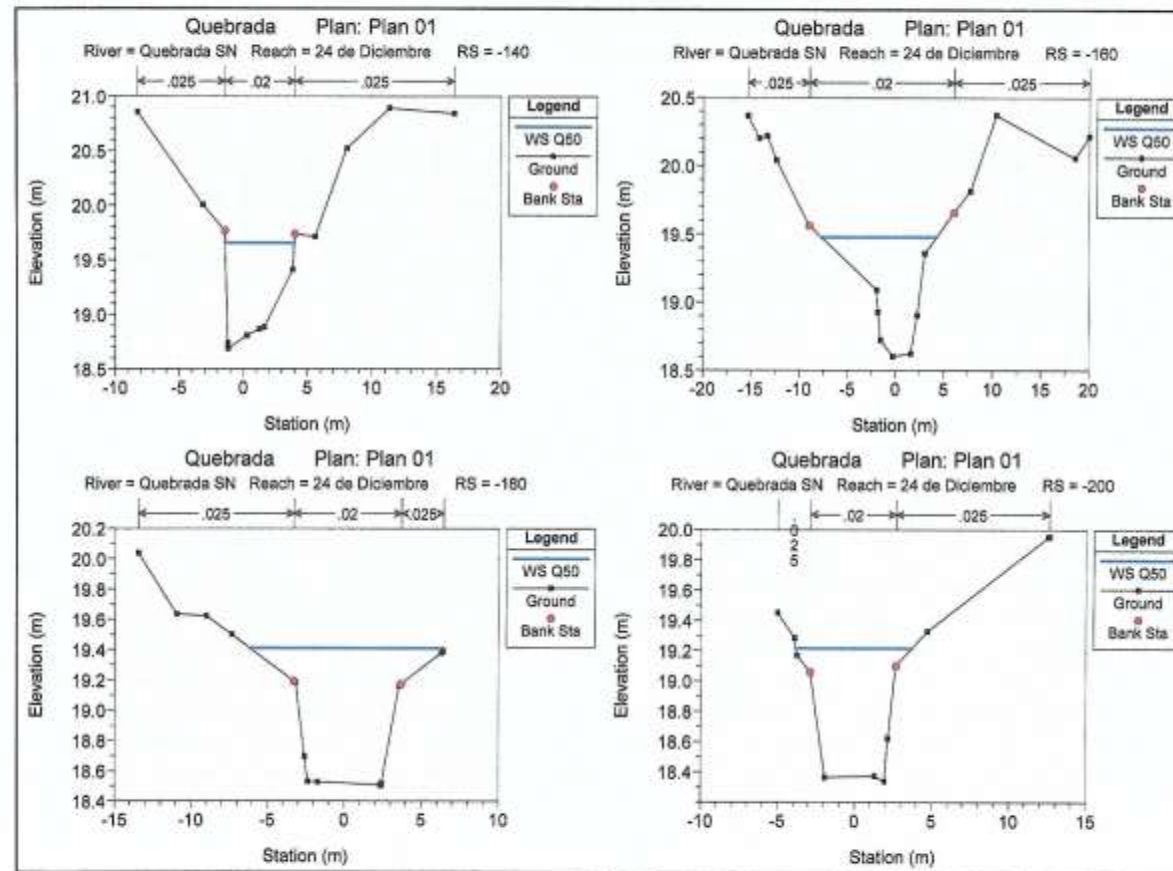 Quebrada Plan: Plan 01
River = Quebrada SN Reach = 24 de Diciembre RS = -140
.025 .02 .025
21.0
20.5
20.0
19.5
19.0
18.5
Elevation (m)
-10 -5 0 5 10 15 20
Station (m)
Legend
WS Q50
Ground
Bank Sta
Quebrada Plan: Plan 01
River = Quebrada SN Reach = 24 de Diciembre RS = -160
.025 .02 .025
20.5
20.0
19.5
19.0
18.5
Elevation (m)
-20 -15 -10 -5 0 5 10 15 20
Station (m)
Legend
WS Q50
Ground
Bank Sta
Quebrada Plan: Plan 01
River = Quebrada SN Reach = 24 de Diciembre RS = -180
.025 .02 .025
20.2
20.0
19.8
19.6
19.4
19.2
19.0
18.8
18.6
18.4
Elevation (m)
-15 -10 -5 0 5 10
Station (m)
Legend
WS Q50
Ground
Bank Sta
Quebrada Plan: Plan 01
River = Quebrada SN Reach = 24 de Diciembre RS = -200
.025 .02 .025
20.0
19.8
19.6
19.4
19.2
19.0
18.8
18.6
18.4
Elevation (m)
-10 -5 0 5 10 15
Station (m)
Legend
WS Q50
Ground
Bank Sta